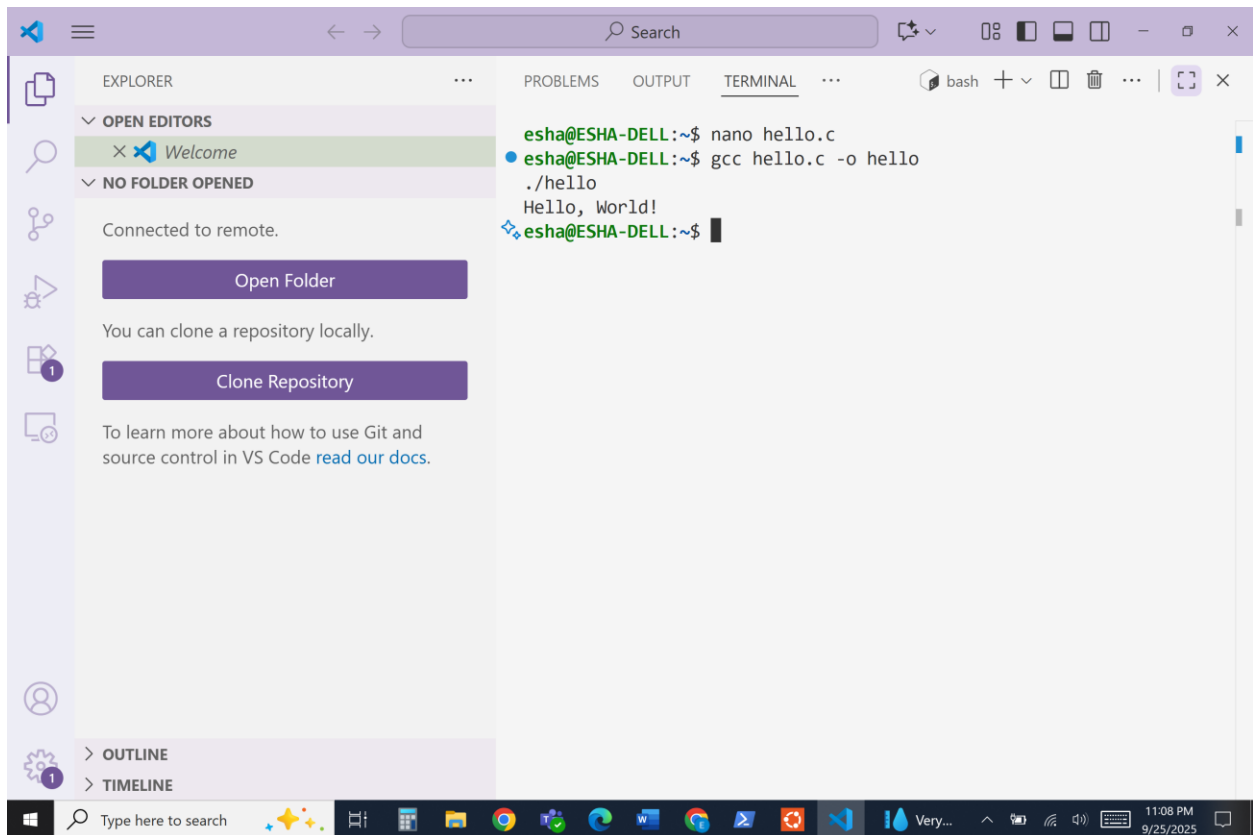 Search
EXPLORER
OPEN EDITORS
Welcome
NO FOLDER OPENED
Connected to remote.
Open Folder
You can clone a repository locally.
Clone Repository
To learn more about how to use Git and
source control in VS Code read our docs.
OUTLINE
TIMELINE
1
1
PROBLEMS OUTPUT TERMINAL ··· bash
esha@ESHA-DELL:~$ nano hello.c
esha@ESHA-DELL:~$ gcc hello.c -o hello
./hello
Hello, World!
esha@ESHA-DELL:~$
Type here to search
Very...
11:08 PM
9/25/2025